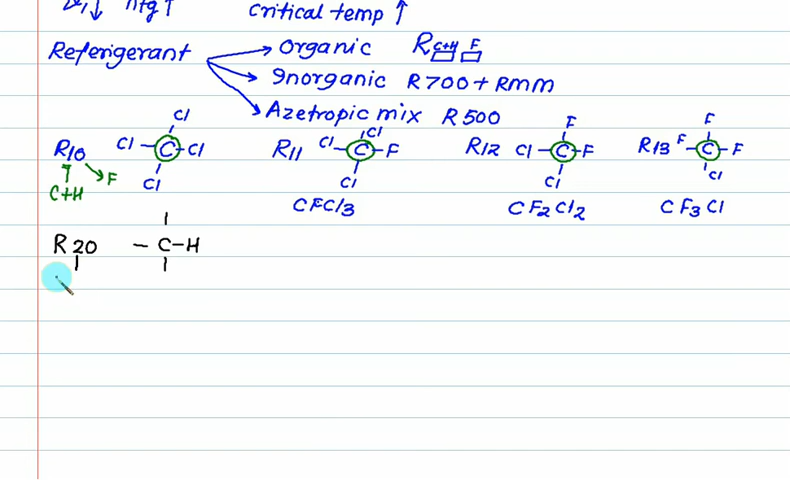 ntg ↑ critical temp ↑
Referigerant → Organic R C+H F
→ Inorganic R700 + Rmm
→ Azetropic mix R500
R10 Cl Cl - C - Cl Cl R11 Cl Cl - C - F Cl R12 F Cl - C - F Cl R13 F F - C - F Cl
C+H F CFCl3 CF2Cl2 CF3Cl
R20 - C - H